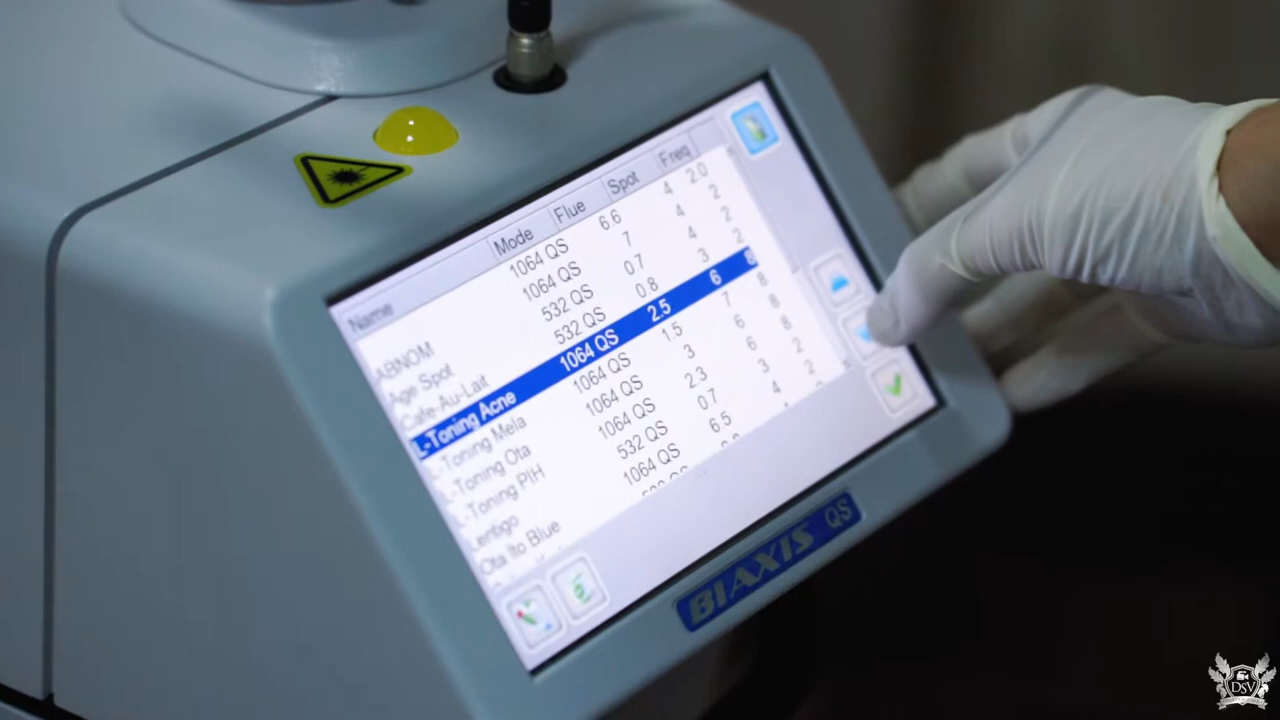 Name Mode Flue Spot Freq
1064 QS 6.6 4 2.0
ABNOM 1064 QS 7 4 2
Age Spot 532 QS 0.7 4 2
Cafe-Au-Lait 532 QS 0.8 3 2
L-Toning Acne 1064 QS 2.5 6 8
L-Toning Mela 1064 QS 1.5 7 8
L-Toning Ota 1064 QS 3 6 8
L-Toning PIH 1064 QS 2.3 6 8
Lentigo 532 QS 0.7 3 2
Ota Ito Blue 1064 QS 6.5 4 2
BIAXIS QS
DSV